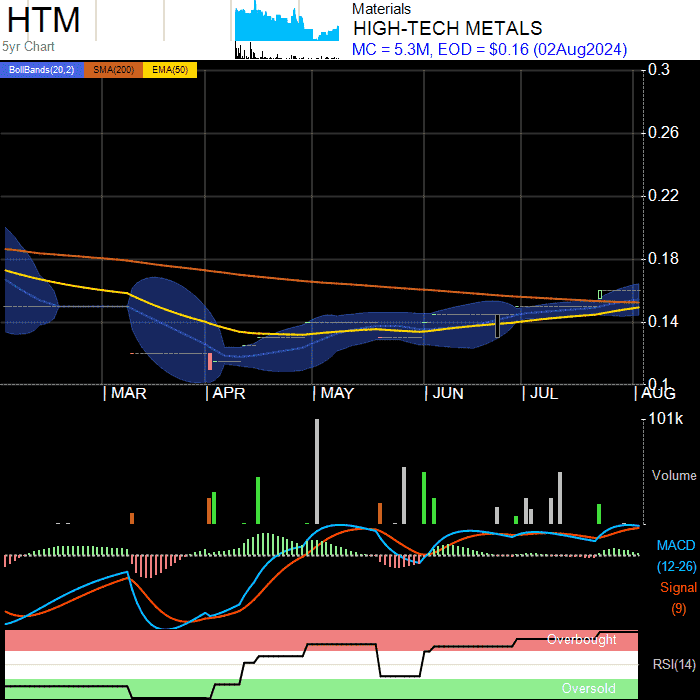 HTM
5yr Chart
Materials
HIGH-TECH METALS
MC = 5.3M, EOD = $0.16 (02Aug2024)
BollBands(20,2) SMA(200) EMA(50)
0.3
0.26
0.22
0.18
0.14
0.1
MAR APR MAY JUN JUL AUG
101k
Volume
MACD
(12-26)
Signal
(9)
Overbought
RSI(14)
Oversold